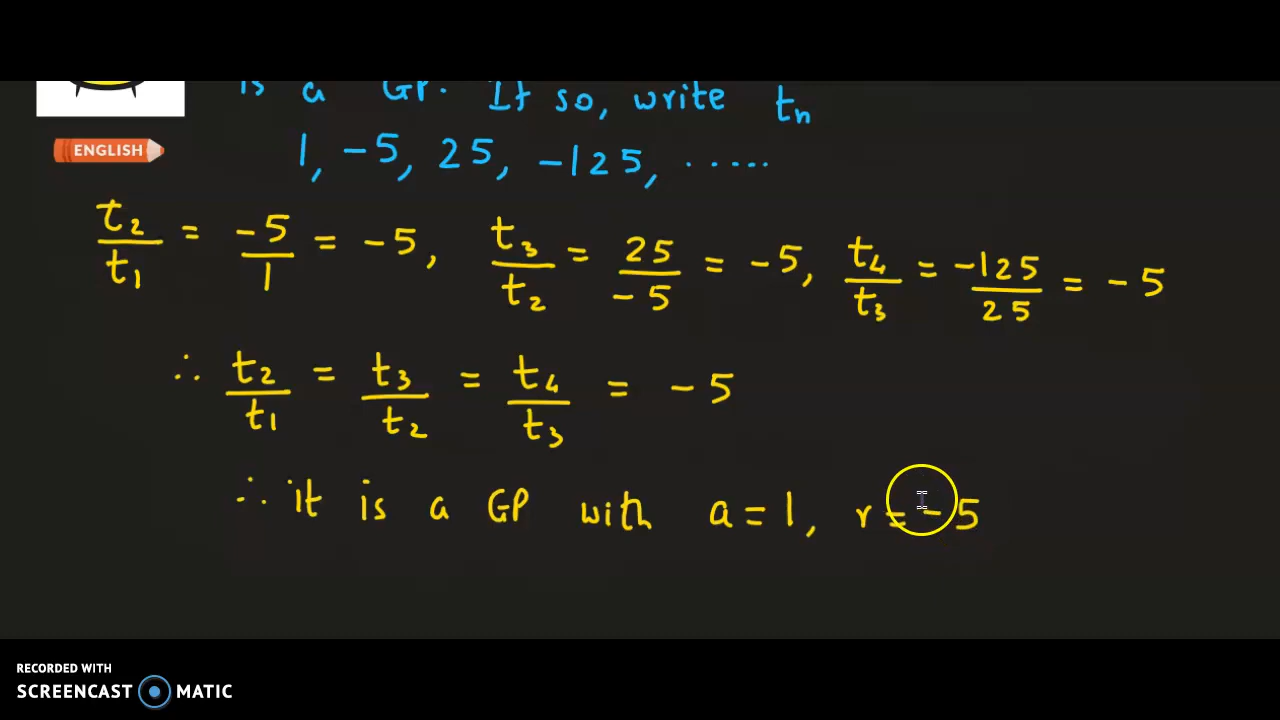 is a GP. If so, write tn
ENGLISH
1, -5, 25, -125, ......
t2/t1 = -5/1 = -5, t3/t2 = 25/-5 = -5, t4/t3 = -125/25 = -5
∴ t2/t1 = t3/t2 = t4/t3 = -5
∴ it is a GP with a = 1, r = -5
RECORDED WITH
SCREENCAST MATIC